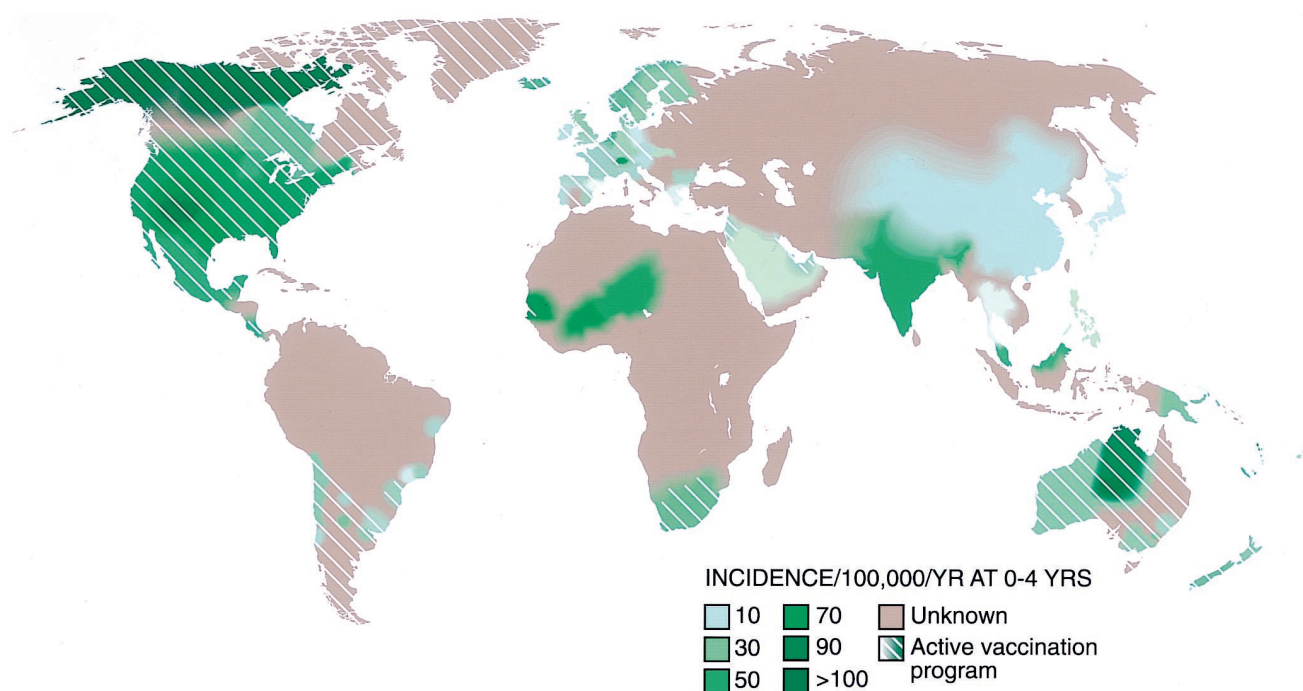 INCIDENCE/100,000/YR AT 0-4 YRS
10 70 Unknown
30 90 Active vaccination
program
50 >100